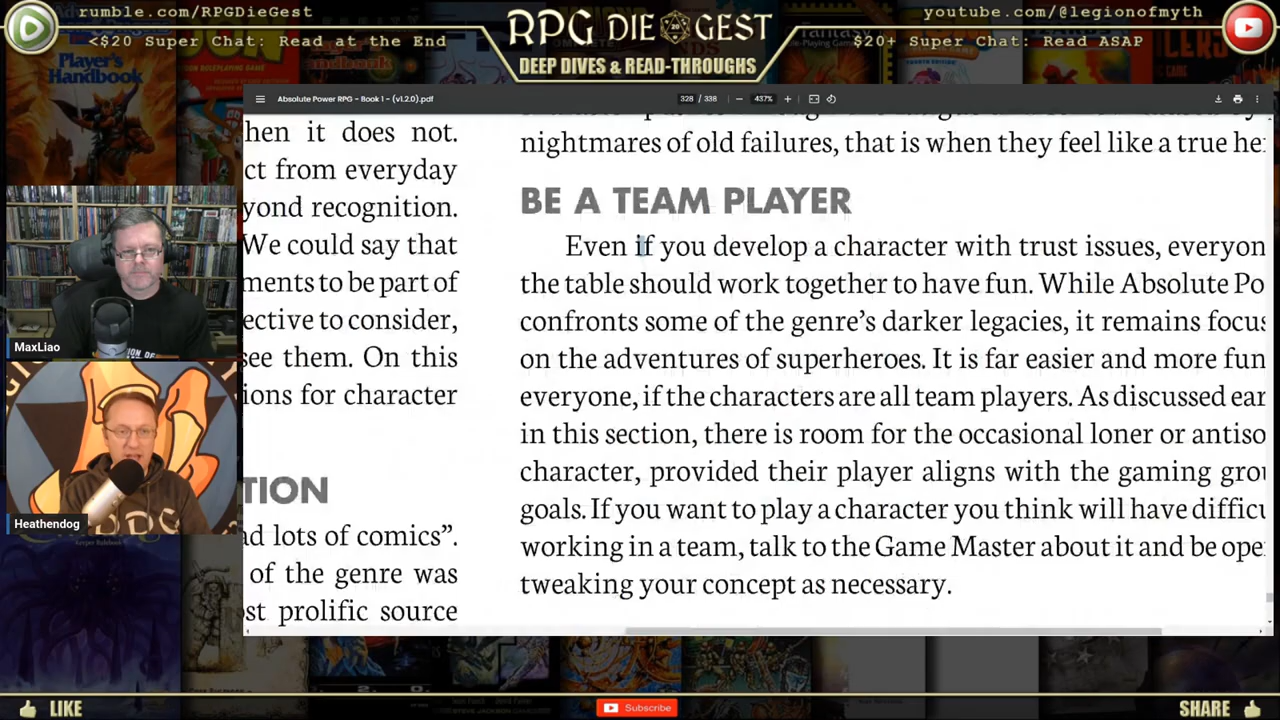 rumble.com/RPGDieGest
<$20 Super Chat: Read at the End
RPG DIE GEST
DEEP DIVES & READ-THROUGHS
youtube.com/@legionofmyth
$20+ Super Chat: Read ASAP
Player's
Handbook
Absolute Power RPG - Book 1 - (v1.2.0).pdf
328 / 338
437%
hen it does not.
ct from everyday
yond recognition.
We could say that
ments to be part of
ective to consider,
see them. On this
ions for character
TION
ad lots of comics”.
of the genre was
st prolific source
nightmares of old failures, that is when they feel like a true he
BE A TEAM PLAYER
Even if you develop a character with trust issues, everyon
the table should work together to have fun. While Absolute Po
confronts some of the genre’s darker legacies, it remains focus
on the adventures of superheroes. It is far easier and more fun
everyone, if the characters are all team players. As discussed ear
in this section, there is room for the occasional loner or antiso
character, provided their player aligns with the gaming grou
goals. If you want to play a character you think will have difficu
working in a team, talk to the Game Master about it and be ope
tweaking your concept as necessary.
MaxLiao
Heathendog
LIKE
Subscribe
SHARE